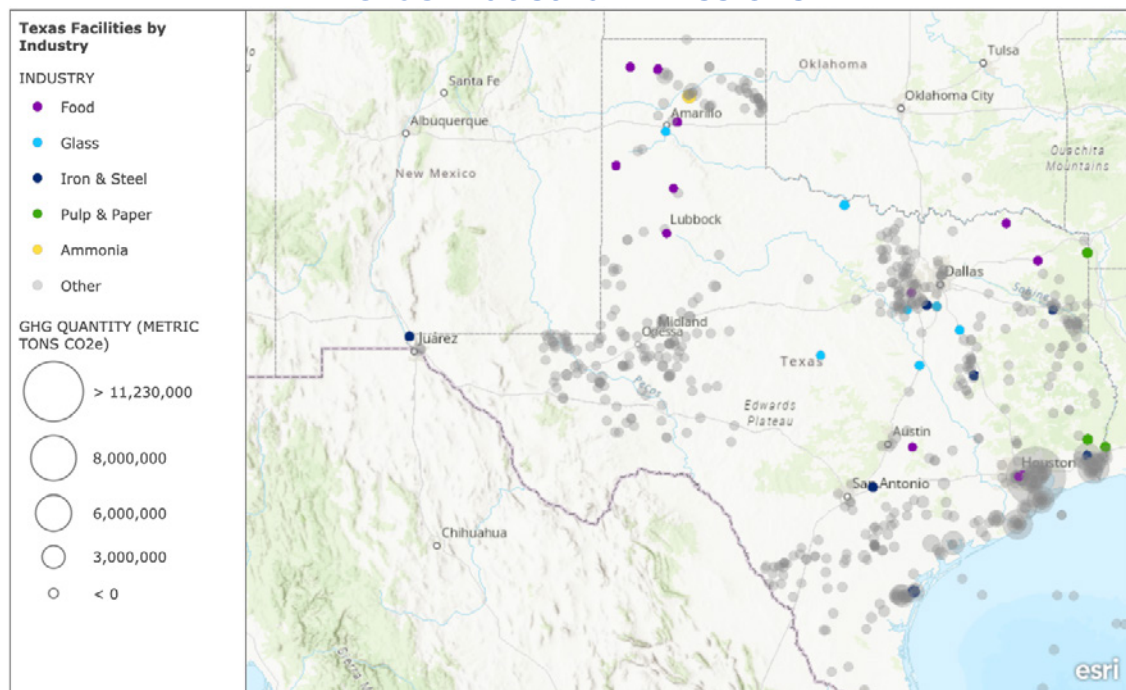 Texas Facilities by
Industry
INDUSTRY
Food
Glass
Iron & Steel
Pulp & Paper
Ammonia
Other
GHG QUANTITY (METRIC
TONS CO2e)
> 11,230,000
8,000,000
6,000,000
3,000,000
< 0
Tulsa
Oklahoma
Santa Fe
Oklahoma City
Amarillo
Albuquerque
Ouachita
Mountains
New Mexico
Lubbock
Dallas
Sabine
Midland
Odessa
Juárez
Texas
Pecos
Edwards
Plateau
Austin
Houston
San Antonio
Chihuahua
esri